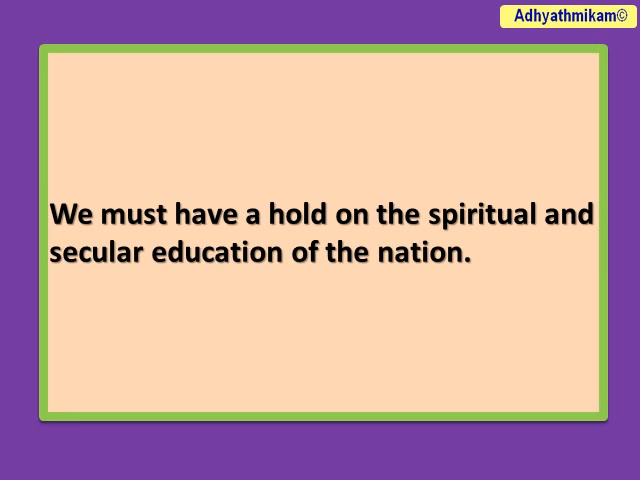 Adhyathmikam©
We must have a hold on the spiritual and
secular education of the nation.